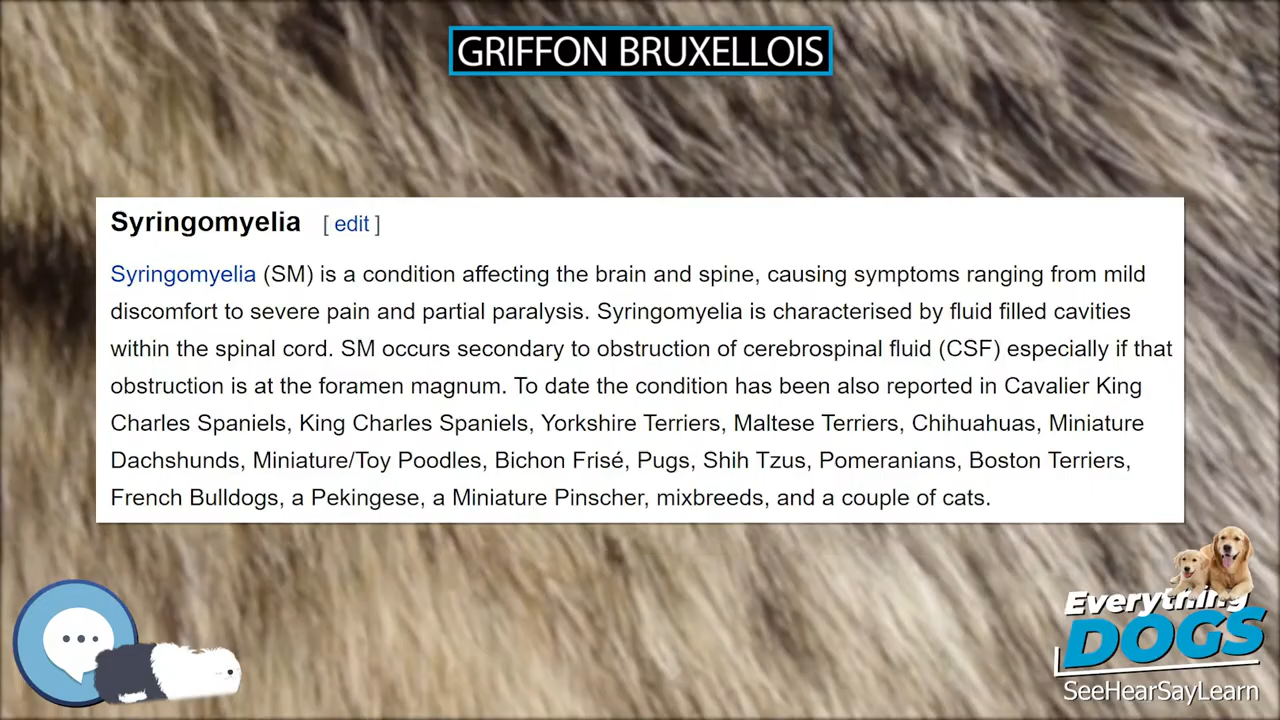 GRIFFON BRUXELLOIS
Syringomyelia [ edit ]
Syringomyelia (SM) is a condition affecting the brain and spine, causing symptoms ranging from mild
discomfort to severe pain and partial paralysis. Syringomyelia is characterised by fluid filled cavities
within the spinal cord. SM occurs secondary to obstruction of cerebrospinal fluid (CSF) especially if that
obstruction is at the foramen magnum. To date the condition has been also reported in Cavalier King
Charles Spaniels, King Charles Spaniels, Yorkshire Terriers, Maltese Terriers, Chihuahuas, Miniature
Dachshunds, Miniature/Toy Poodles, Bichon Frisé, Pugs, Shih Tzus, Pomeranians, Boston Terriers,
French Bulldogs, a Pekingese, a Miniature Pinscher, mixbreeds, and a couple of cats.
Everything
DOGS
SeeHearSayLearn